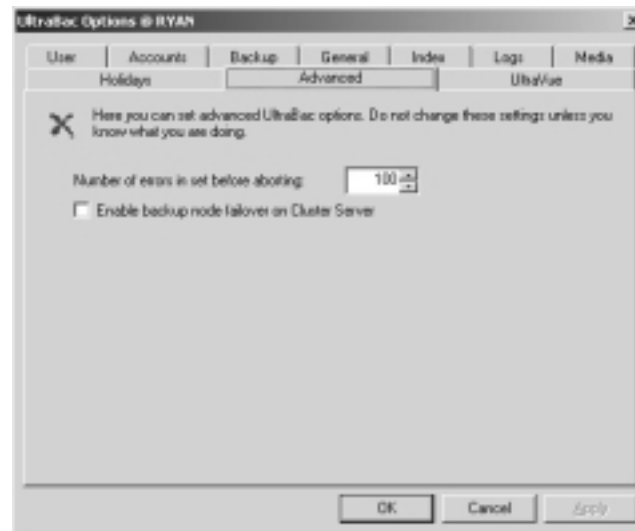 UltraBac Options @ RYAN
User Accounts Backup General Index Logs Media
Holidays Advanced UltraVue
Here you can set advanced UltraBac options. Do not change these settings unless you
know what you are doing.
Number of errors in set before aborting: 100
Enable backup node failover on Cluster Server
OK Cancel Apply